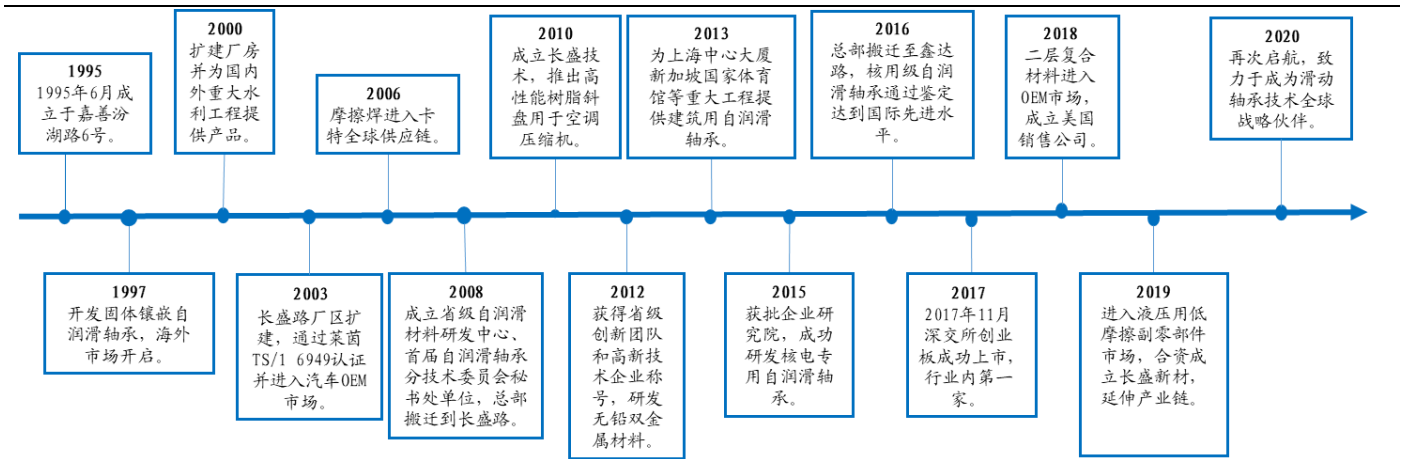 1995
1995年6月成
立于嘉善汾
湖路6号。
2000
扩建厂房
并为国内
外重大水
利工程提
供产品。
2006
摩擦焊进入卡
特全球供应链。
2010
成立长盛技
术，推出高
性能树脂斜
盘用于空调
压缩机。
2013
为上海中心大厦
新加坡国家体育
馆等重大工程提
供建筑用自润滑
轴承。
2016
总部搬迁至鑫达
路，核用级自润
滑轴承通过鉴定
达到国际先进水
平。
2018
二层复合
材料进入
OEM市场，
成立美国
销售公司。
2020
再次启航，致
力于成为滑动
轴承技术全球
战略伙伴。
1997
开发固体镶嵌自
润滑轴承，海外
市场开启。
2003
长盛路厂区扩
建，通过莱茵
TS/1 6949认证
并进入汽车OEM
市场。
2008
成立省级自润滑
材料研发中心、
首届自润滑轴承
分技术委员会秘
书处单位，总部
搬迁到长盛路。
2012
获得省级
创新团队
和高新技
术企业称
号，研发
无铅双金
属材料。
2015
获批企业研
究院，成功
研发核电专
用自润滑轴
承。
2017
2017年11月
深交所创业
板成功上市，
行业内第一
家。
2019
进入液压用低
摩擦副零部件
市场，合资成
立长盛新材，
延伸产业链。